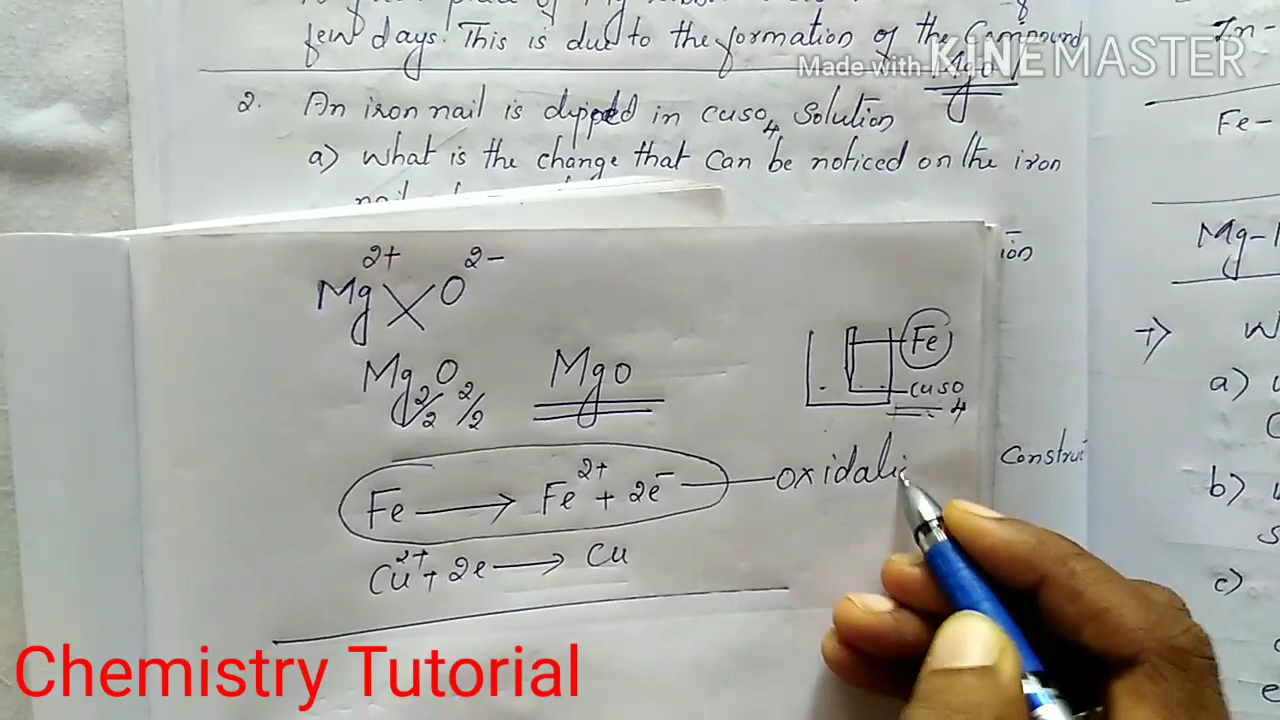 few days. This is due to the formation of the Compound
Made with KINEMASTER
MgO
2. An iron nail is dipped in CuSO4 Solution
a) What is the change that can be noticed on the iron
Zn-
Fe-
Mg-
ion
Mg2+ O2-
Mg2/2 O2/2 MgO
Fe
CuSO4
Fe → Fe2+ + 2e- — oxidati
Cu2+ + 2e → Cu
Construc
a)
b)
c)
Chemistry Tutorial